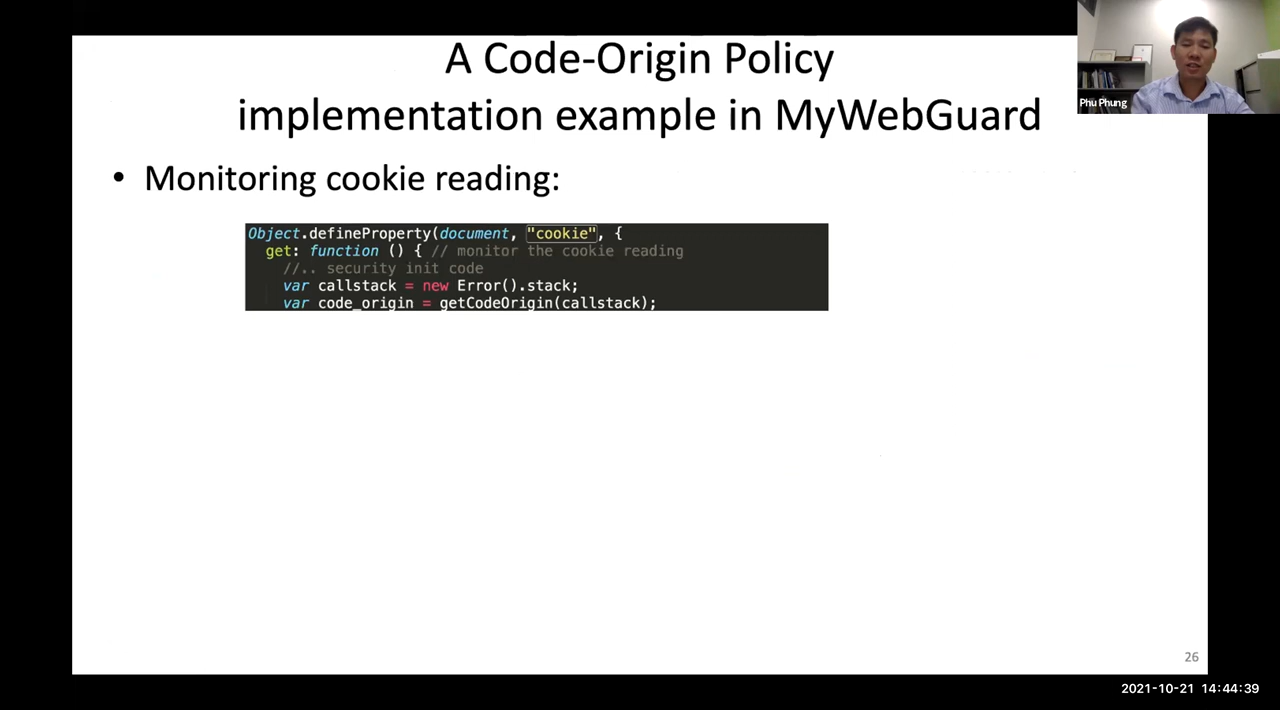 A Code-Origin Policy
implementation example in MyWebGuard
Phu Phung
• Monitoring cookie reading:
Object.defineProperty(document, "cookie", {
get: function () { // monitor the cookie reading
//.. security init code
var callstack = new Error().stack;
var code_origin = getCodeOrigin(callstack);
26
2021-10-21 14:44:39